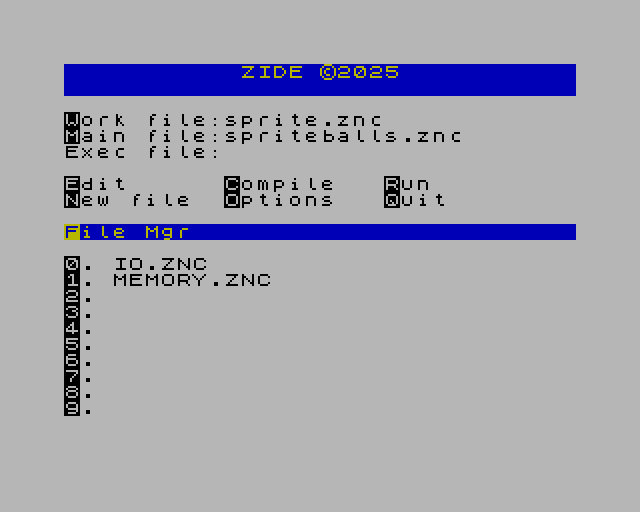 ZIDE ©2025
Work file:sprite.znc
Main file:spriteballs.znc
Exec file:
Edit Compile Run
New file Options Quit
File Mgr
0. IO.ZNC
1. MEMORY.ZNC
2.
3.
4.
5.
6.
7.
8.
9.